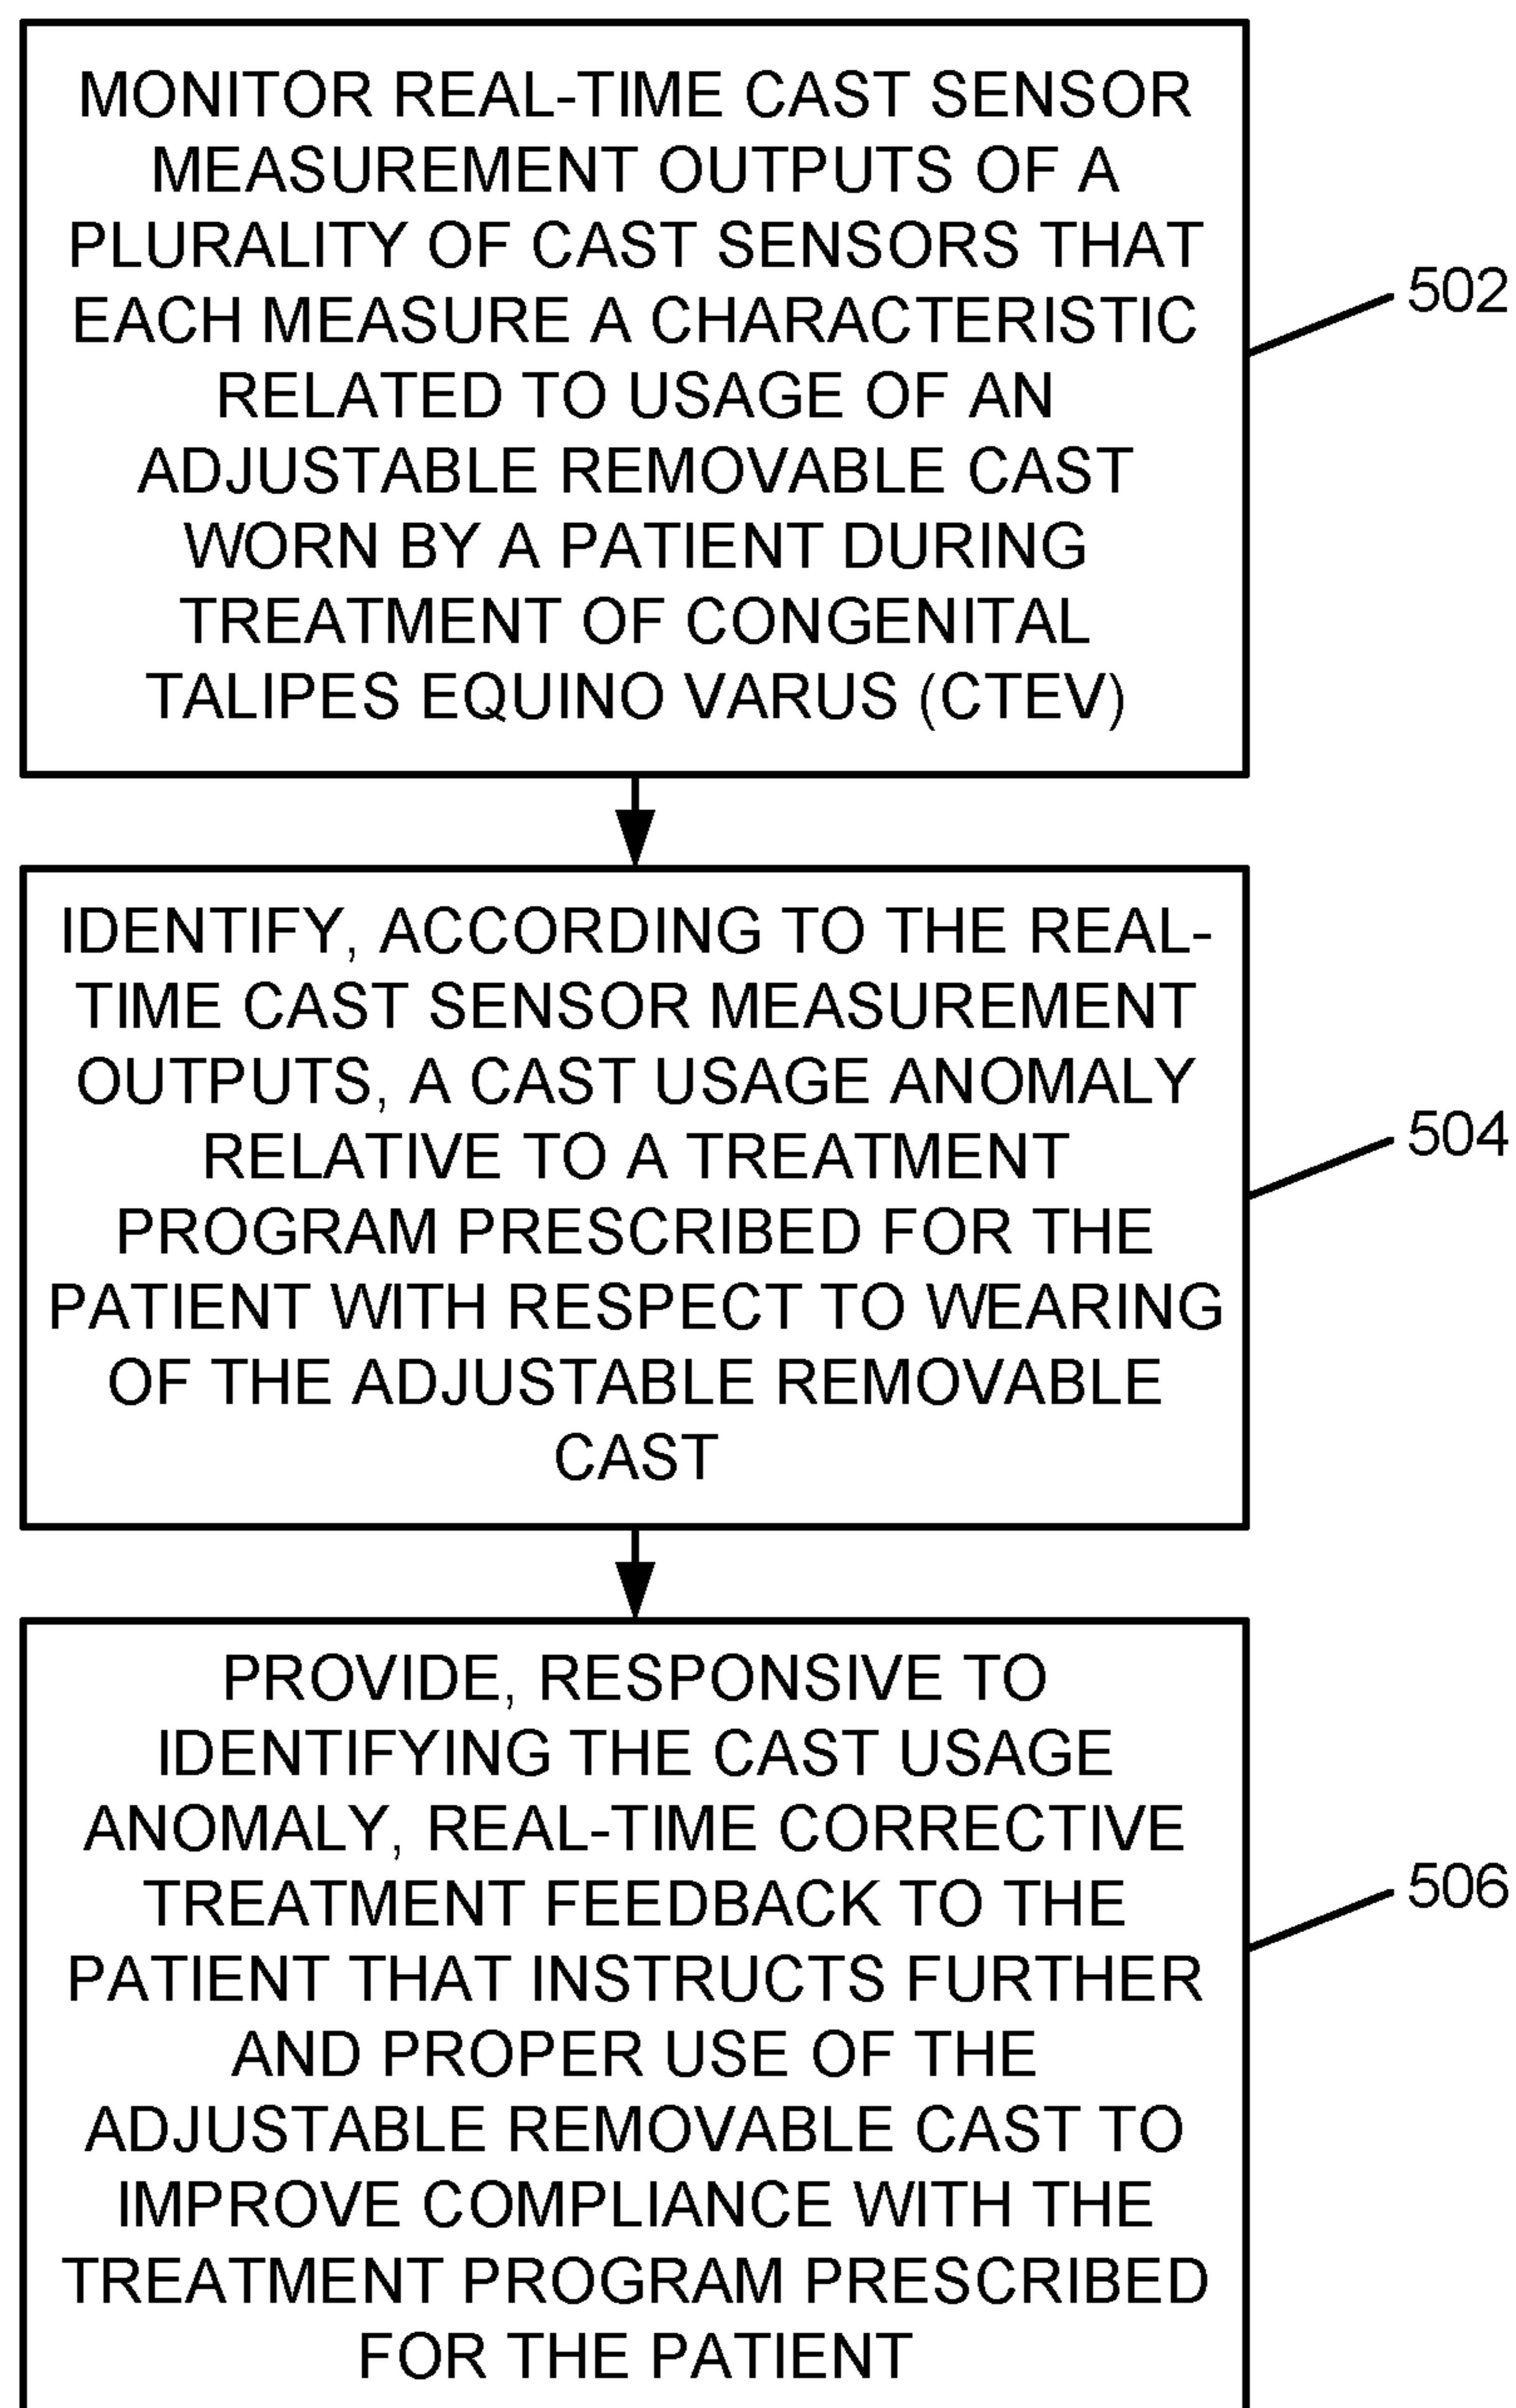 MONITOR REAL-TIME CAST SENSOR
MEASUREMENT OUTPUTS OF A
PLURALITY OF CAST SENSORS THAT
EACH MEASURE A CHARACTERISTIC
RELATED TO USAGE OF AN
ADJUSTABLE REMOVABLE CAST
WORN BY A PATIENT DURING
TREATMENT OF CONGENITAL
TALIPES EQUINO VARUS (CTEV)
502
IDENTIFY, ACCORDING TO THE REAL-
TIME CAST SENSOR MEASUREMENT
OUTPUTS, A CAST USAGE ANOMALY
RELATIVE TO A TREATMENT
PROGRAM PRESCRIBED FOR THE
PATIENT WITH RESPECT TO WEARING
OF THE ADJUSTABLE REMOVABLE
CAST
504
PROVIDE, RESPONSIVE TO
IDENTIFYING THE CAST USAGE
ANOMALY, REAL-TIME CORRECTIVE
TREATMENT FEEDBACK TO THE
PATIENT THAT INSTRUCTS FURTHER
AND PROPER USE OF THE
ADJUSTABLE REMOVABLE CAST TO
IMPROVE COMPLIANCE WITH THE
TREATMENT PROGRAM PRESCRIBED
FOR THE PATIENT
506